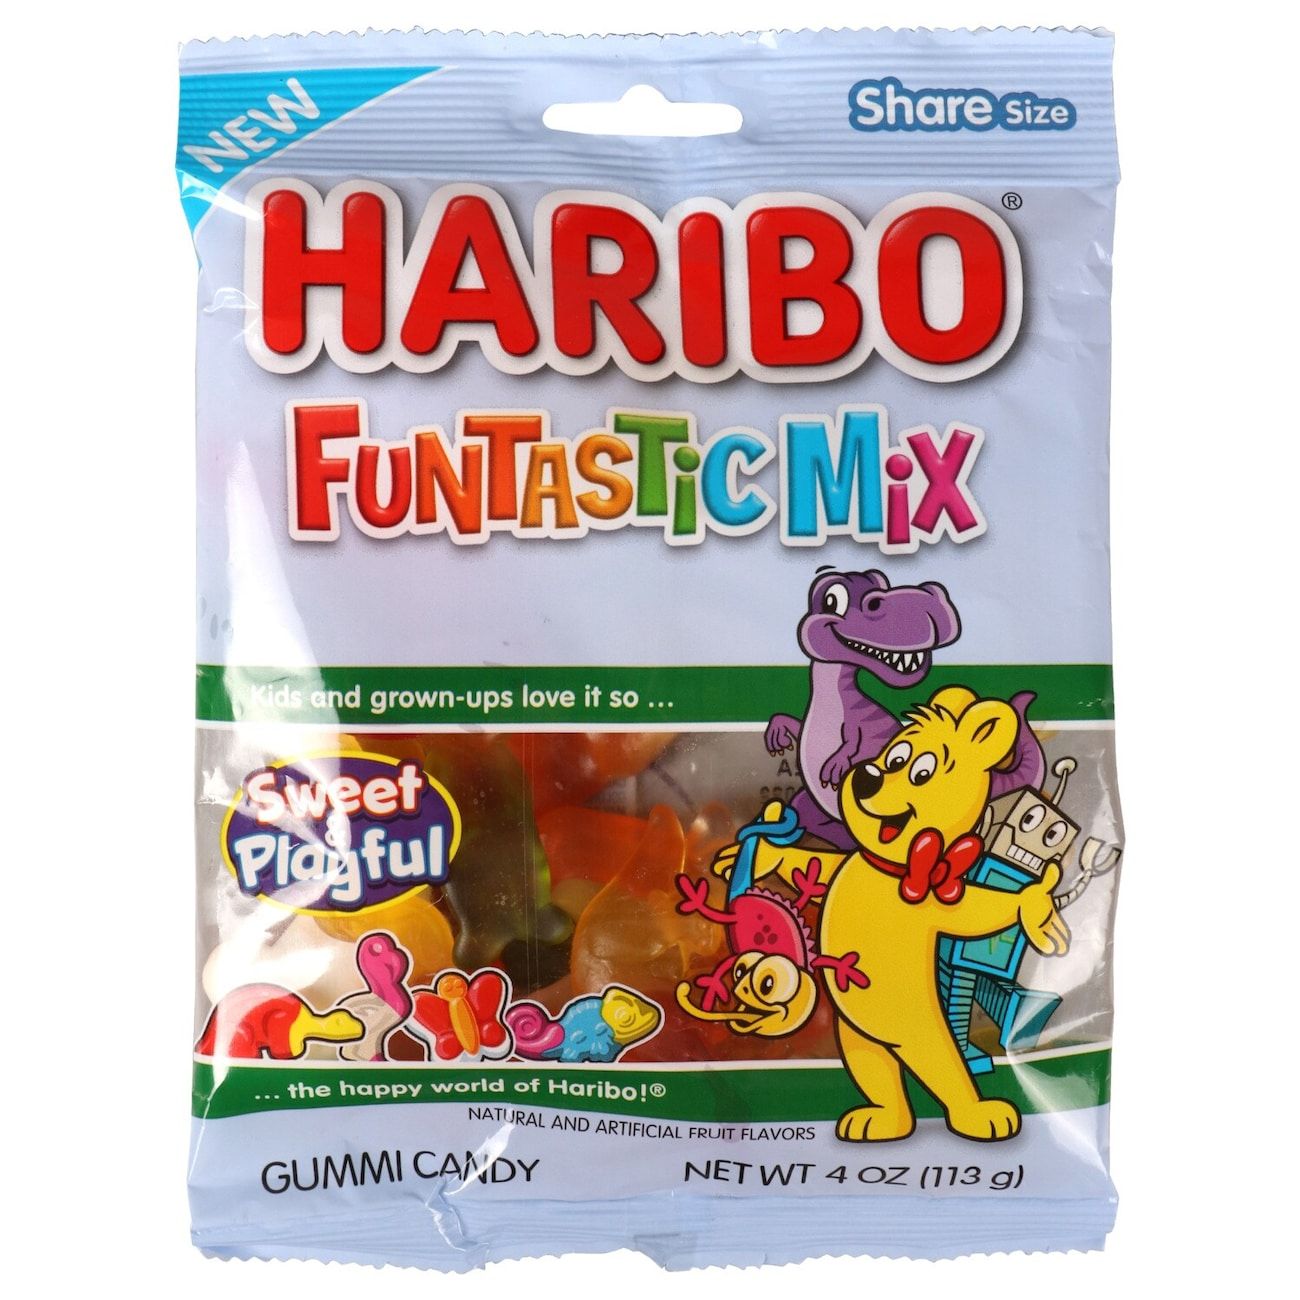 NEW
Share Size
HARIBO®
FUNTASTIC MiX
Kids and grown-ups love it so ...
Sweet
&
Playful
... the happy world of Haribo!®
NATURAL AND ARTIFICIAL FRUIT FLAVORS
GUMMI CANDY
NET WT 4 OZ (113 g)